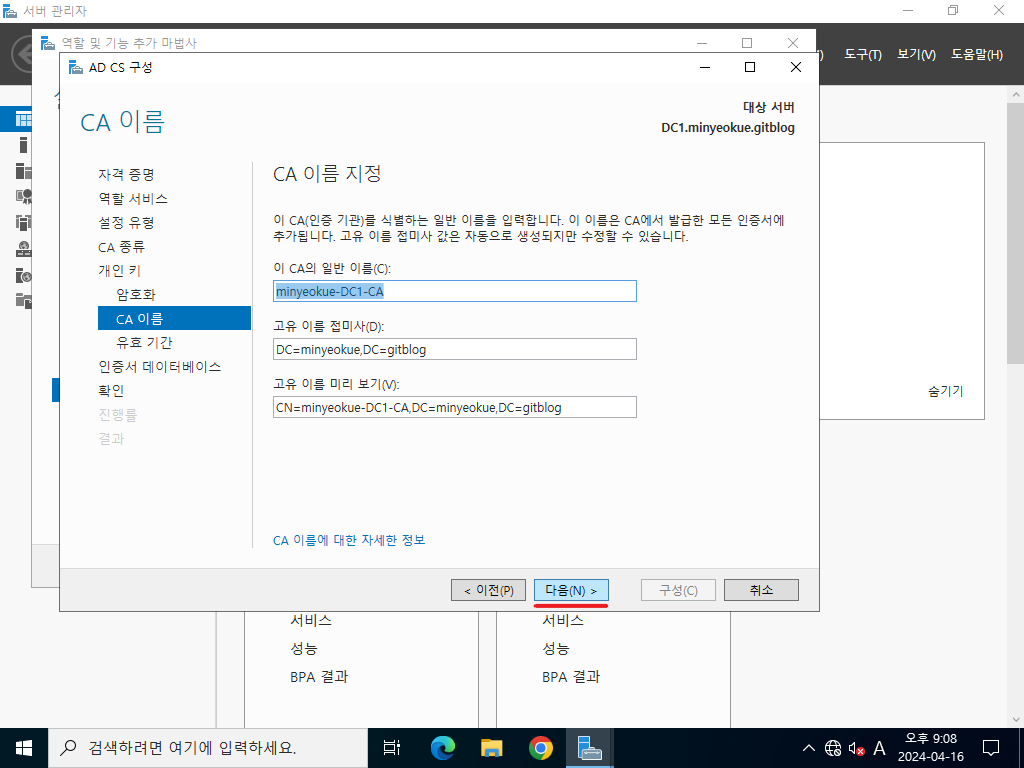 서버 관리자
역할 및 기능 추가 마법사
도구(T)
보기(V)
도움말(H)
AD CS 구성
CA 이름
대상 서버
DC1.minyeokue.gitblog
자격 증명
역할 서비스
설정 유형
CA 종류
개인 키
암호화
CA 이름
유효 기간
인증서 데이터베이스
확인
진행률
결과
CA 이름 지정
이 CA(인증 기관)를 식별하는 일반 이름을 입력합니다. 이 이름은 CA에서 발급한 모든 인증서에
추가됩니다. 고유 이름 접미사 값은 자동으로 생성되지만 수정할 수 있습니다.
이 CA의 일반 이름(C):
minyeokue-DC1-CA
고유 이름 접미사(D):
DC=minyeokue,DC=gitblog
고유 이름 미리 보기(V):
CN=minyeokue-DC1-CA,DC=minyeokue,DC=gitblog
CA 이름에 대한 자세한 정보
숨기기
< 이전(P)
다음(N) >
구성(C)
취소
서비스
성능
BPA 결과
서비스
성능
BPA 결과
검색하려면 여기에 입력하세요.
A
오후 9:08
2024-04-16